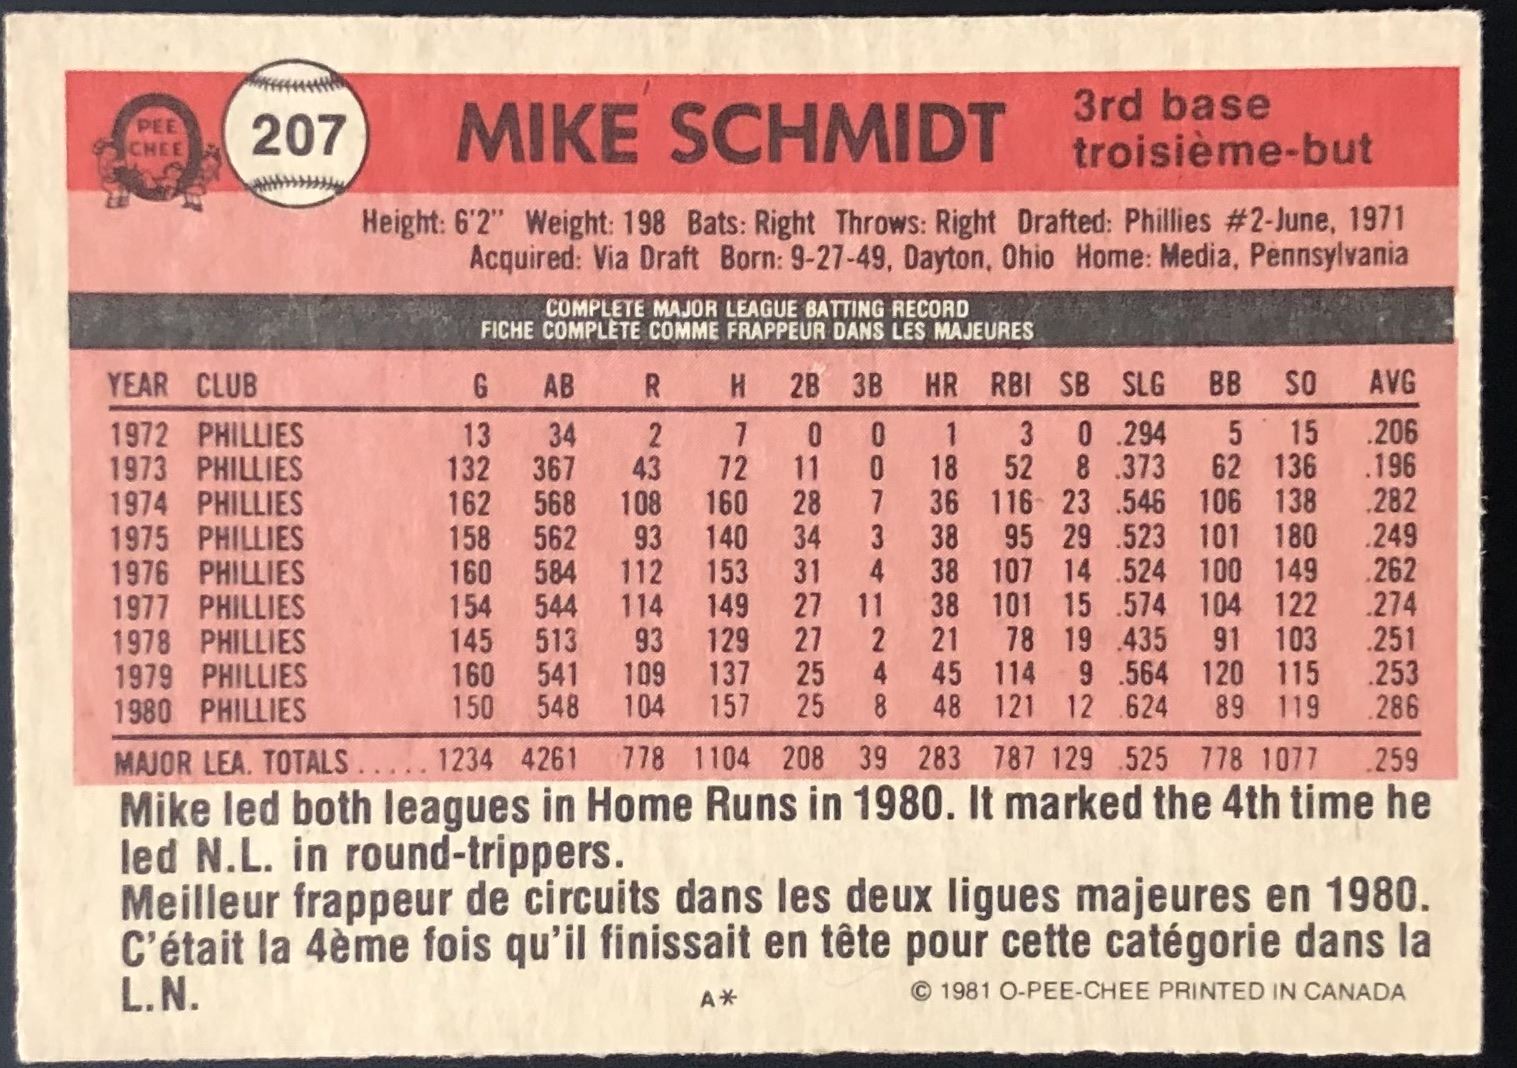 PEE
CHEE
207
MIKE SCHMIDT
3rd base
troisième-but
Height: 6'2" Weight: 198 Bats: Right Throws: Right Drafted: Phillies #2-June, 1971
Acquired: Via Draft Born: 9-27-49, Dayton, Ohio Home: Media, Pennsylvania
COMPLETE MAJOR LEAGUE BATTING RECORD
FICHE COMPLÈTE COMME FRAPPEUR DANS LES MAJEURES
YEAR CLUB G AB R H 2B 3B HR RBI SB SLG BB SO AVG
1972 PHILLIES 13 34 2 7 0 0 1 3 0 .294 5 15 .206
1973 PHILLIES 132 367 43 72 11 0 18 52 8 .373 62 136 .196
1974 PHILLIES 162 568 108 160 28 7 36 116 23 .546 106 138 .282
1975 PHILLIES 158 562 93 140 34 3 38 95 29 .523 101 180 .249
1976 PHILLIES 160 584 112 153 31 4 38 107 14 .524 100 149 .262
1977 PHILLIES 154 544 114 149 27 11 38 101 15 .574 104 122 .274
1978 PHILLIES 145 513 93 129 27 2 21 78 19 .435 91 103 .251
1979 PHILLIES 160 541 109 137 25 4 45 114 9 .564 120 115 .253
1980 PHILLIES 150 548 104 157 25 8 48 121 12 .624 89 119 .286
MAJOR LEA. TOTALS ..... 1234 4261 778 1104 208 39 283 787 129 .525 778 1077 .259
Mike led both leagues in Home Runs in 1980. It marked the 4th time he
led N.L. in round-trippers.
Meilleur frappeur de circuits dans les deux ligues majeures en 1980.
C'était la 4ème fois qu'il finissait en tête pour cette catégorie dans la
L.N.
A* © 1981 O-PEE-CHEE PRINTED IN CANADA